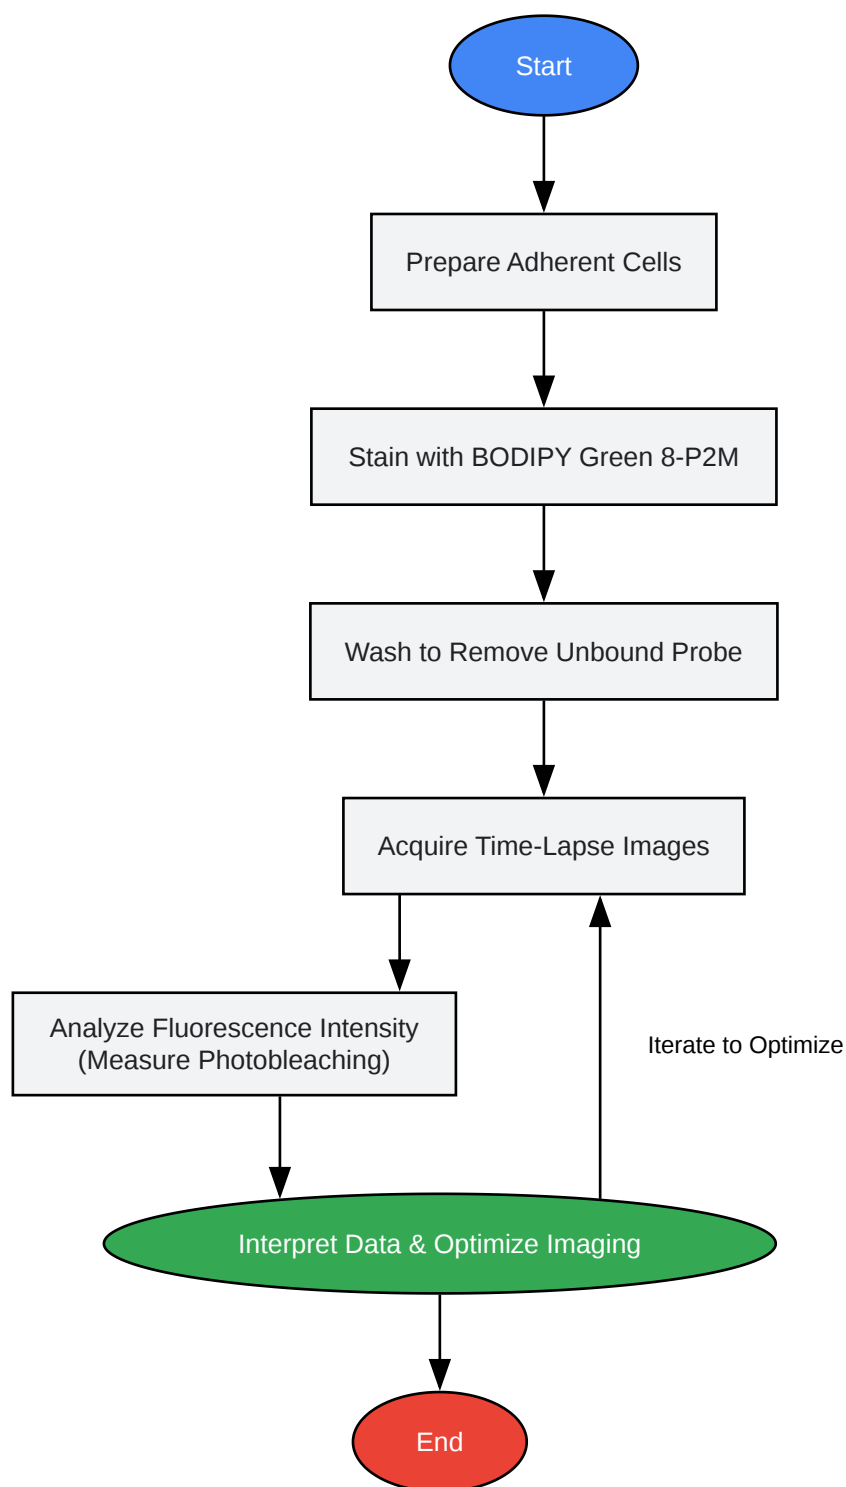 Start
Prepare Adherent Cells
Stain with BODIPY Green 8-P2M
Wash to Remove Unbound Probe
Acquire Time-Lapse Images
Analyze Fluorescence Intensity
(Measure Photobleaching)
Iterate to Optimize
Interpret Data & Optimize Imaging
End